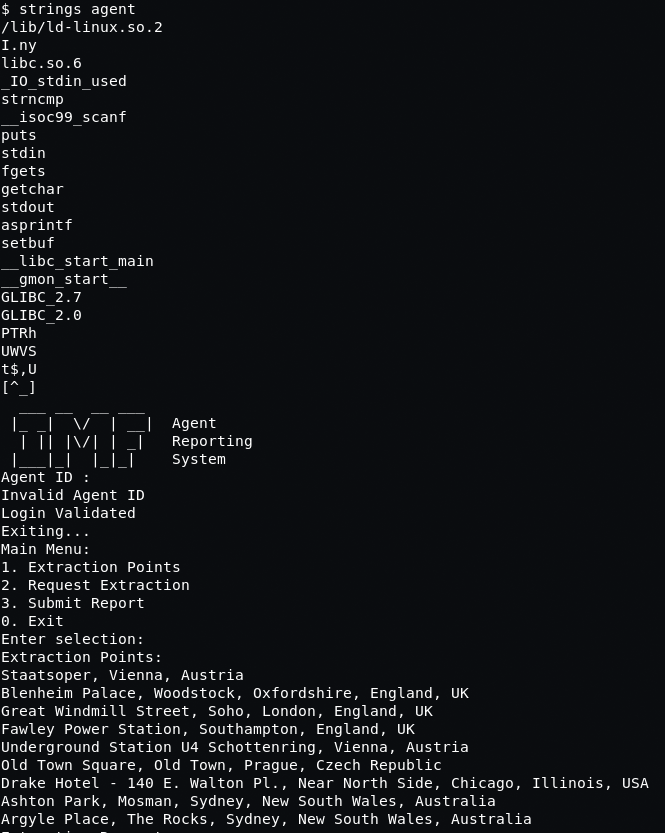 $ strings agent
/lib/ld-linux.so.2
I.ny
libc.so.6
_IO_stdin_used
strncmp
__isoc99_scanf
puts
stdin
fgets
getchar
stdout
asprintf
setbuf
__libc_start_main
__gmon_start__
GLIBC_2.7
GLIBC_2.0
PTRh
UWVS
t$,U
[^_]
  ___ __  __ ___
 |_ _|  \/  | __|  Agent
  | || |\/| | _|   Reporting
 |___|_|  |_|_|    System
Agent ID :
Invalid Agent ID
Login Validated
Exiting...
Main Menu:
1. Extraction Points
2. Request Extraction
3. Submit Report
0. Exit
Enter selection:
Extraction Points:
Staatsoper, Vienna, Austria
Blenheim Palace, Woodstock, Oxfordshire, England, UK
Great Windmill Street, Soho, London, England, UK
Fawley Power Station, Southampton, England, UK
Underground Station U4 Schottenring, Vienna, Austria
Old Town Square, Old Town, Prague, Czech Republic
Drake Hotel - 140 E. Walton Pl., Near North Side, Chicago, Illinois, USA
Ashton Park, Mosman, Sydney, New South Wales, Australia
Argyle Place, The Rocks, Sydney, New South Wales, Australia